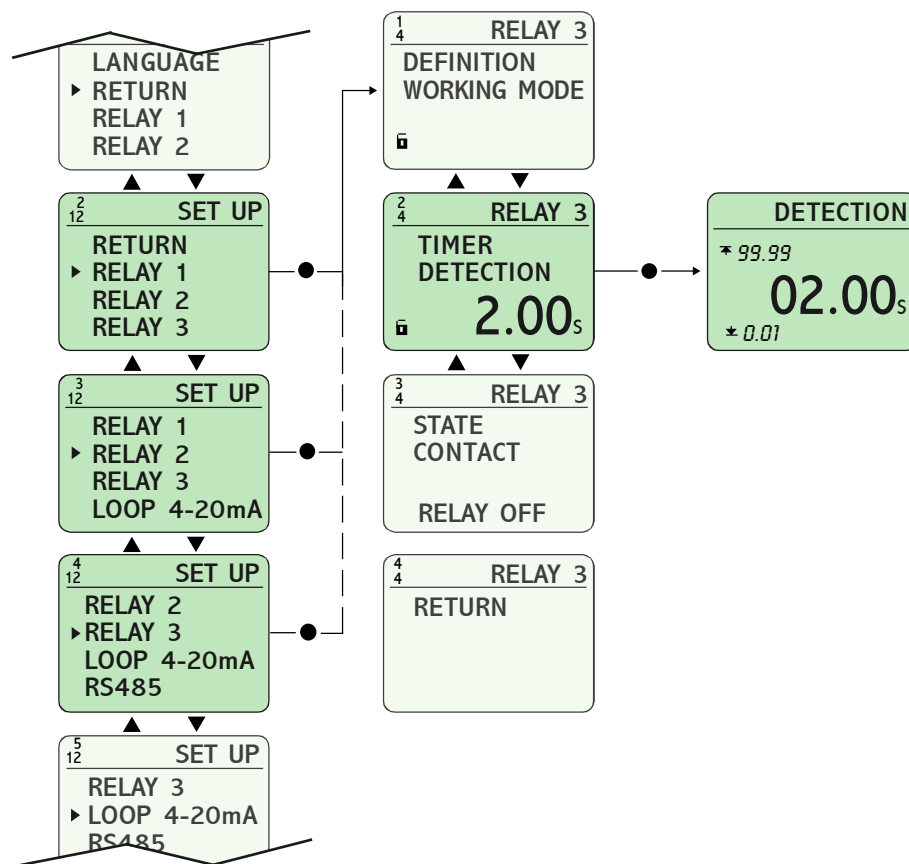 LANGUAGE
RETURN
RELAY 1
RELAY 2
2
12
SET UP
RETURN
RELAY 1
RELAY 2
RELAY 3
3
12
SET UP
RELAY 1
RELAY 2
RELAY 3
LOOP 4-20mA
4
12
SET UP
RELAY 2
RELAY 3
LOOP 4-20mA
RS485
5
12
SET UP
RELAY 3
LOOP 4-20mA
RS485
1
4
RELAY 3
DEFINITION
WORKING MODE
2
4
RELAY 3
TIMER
DETECTION
2.00s
3
4
RELAY 3
STATE
CONTACT
RELAY OFF
4
4
RELAY 3
RETURN
DETECTION
99.99
02.00s
0.01